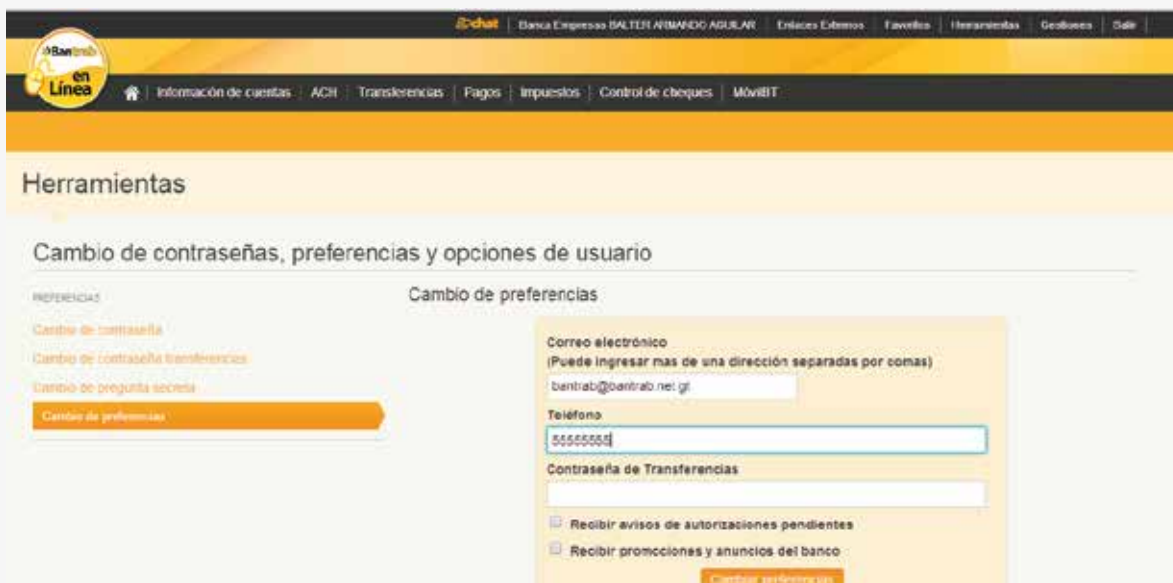 chat | Banca Empresas BALTER ARMANDO AGUILAR | Enlaces Externos | Favoritos | Herramientas | Gestiones | Salir |
Bantrab
en
Línea
Información de cuentas | ACH | Transferencias | Pagos | Impuestos | Control de cheques | MóvilBT
Herramientas
Cambio de contraseñas, preferencias y opciones de usuario
PREFERENCIAS
Cambio de contraseña
Cambio de contraseña transferencias
Cambio de pregunta secreta
Cambio de preferencias
Cambio de preferencias
Correo electrónico
(Puede ingresar mas de una dirección separadas por comas)
bantrab@bantrab.net.gt
Teléfono
55555555
Contraseña de Transferencias
Recibir avisos de autorizaciones pendientes
Recibir promociones y anuncios del banco
Cambiar preferencias